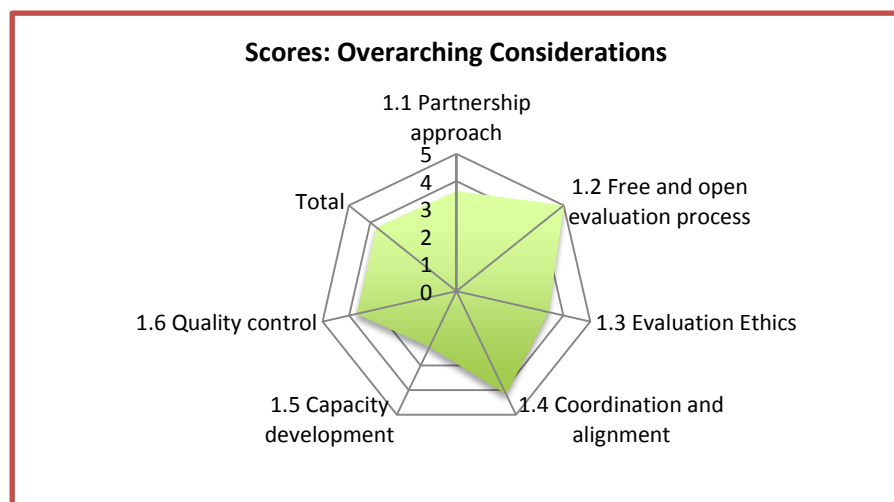 Scores: Overarching Considerations
1.1 Partnership
approach
1.2 Free and open
evaluation process
1.3 Evaluation Ethics
1.4 Coordination and
alignment
1.5 Capacity
development
1.6 Quality control
Total
5
4
3
2
1
0